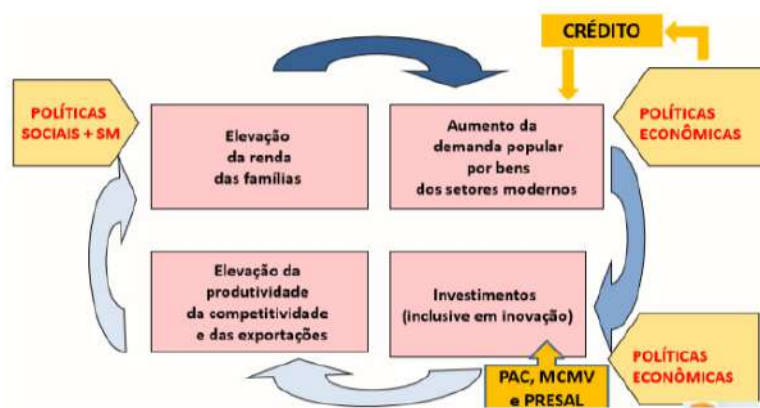 CRÉDITO
POLÍTICAS
SOCIAIS + SM
Elevação
da renda
das famílias
Aumento da
demanda popular
por bens
dos setores modernos
POLÍTICAS
ECONÔMICAS
Elevação da
produtividade
da competitividade
e das exportações
Investimentos
(inclusive em inovação)
PAC, MCMV
e PRESAL
POLÍTICAS
ECONÔMICAS